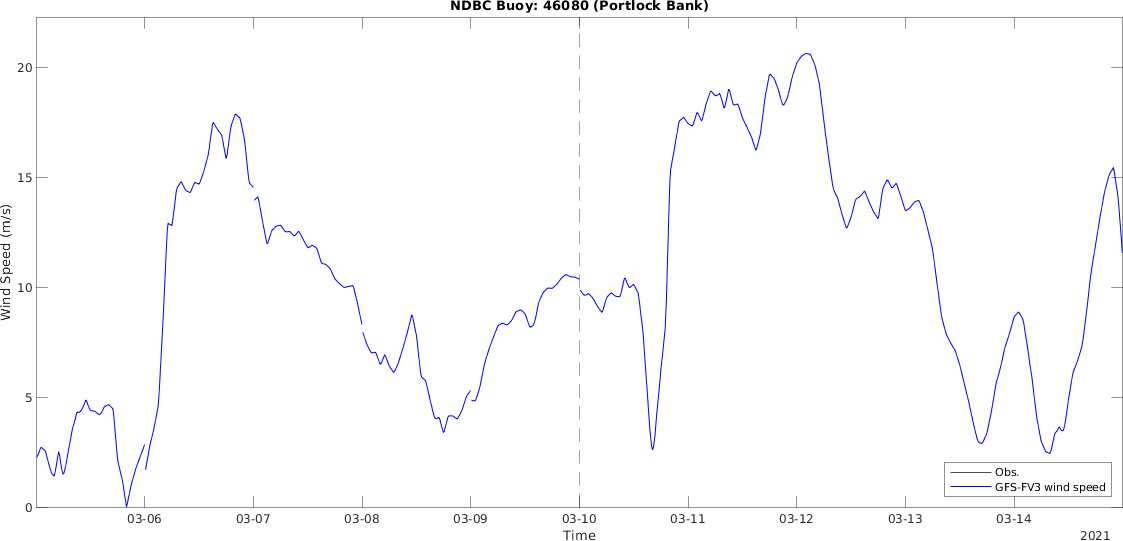 NDBC Buoy: 46080 (Portlock Bank)
20
15
10
5
0
Wind Speed (m/s)
03-06 03-07 03-08 03-09 03-10 03-11 03-12 03-13 03-14
Time
2021
Obs.
GFS-FV3 wind speed